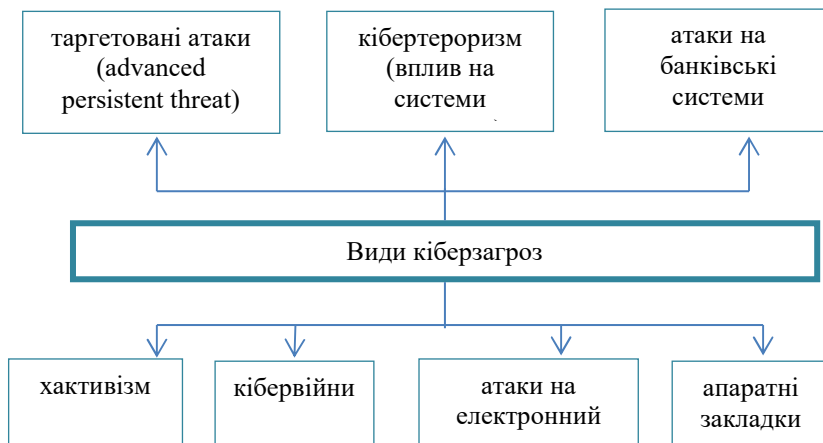 таргетовані атаки
(advanced
persistent threat)
кібертероризм
(вплив на
системи
атаки на
банківські
системи
Види кіберзагроз
хактивізм
кібервійни
атаки на
електронний
апаратні
закладки